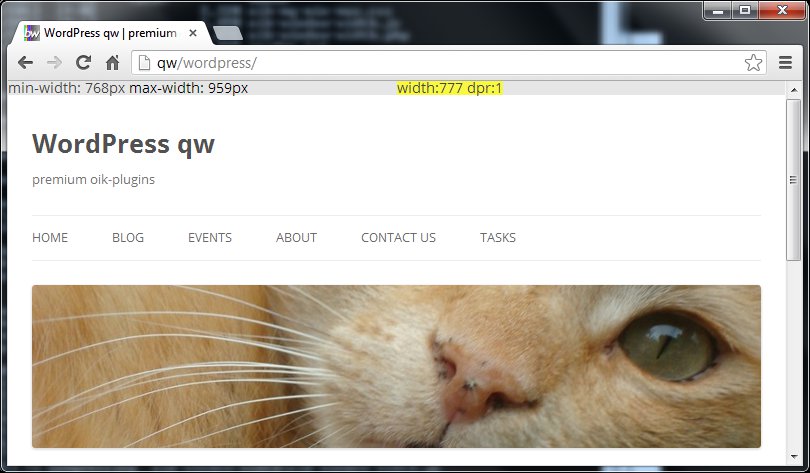 WordPress qw | premium
qw/wordpress/
min-width: 768px max-width: 959px width:777 dpr:1
WordPress qw
premium oik-plugins
HOME BLOG EVENTS ABOUT CONTACT US TASKS